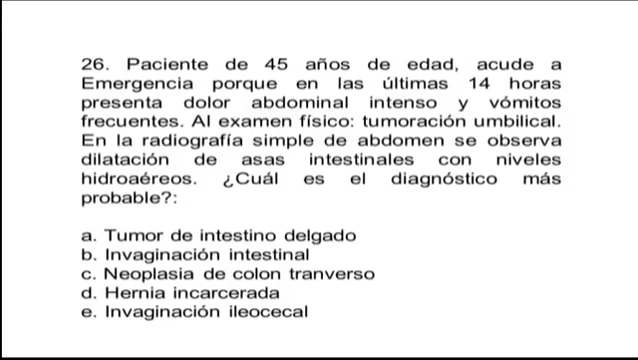 26. Paciente de 45 años de edad, acude a
Emergencia porque en las últimas 14 horas
presenta dolor abdominal intenso y vómitos
frecuentes. Al examen físico: tumoración umbilical.
En la radiografía simple de abdomen se observa
dilatación de asas intestinales con niveles
hidroaéreos. ¿Cuál es el diagnóstico más
probable?:
a. Tumor de intestino delgado
b. Invaginación intestinal
c. Neoplasia de colon tranverso
d. Hernia incarcerada
e. Invaginación ileocecal